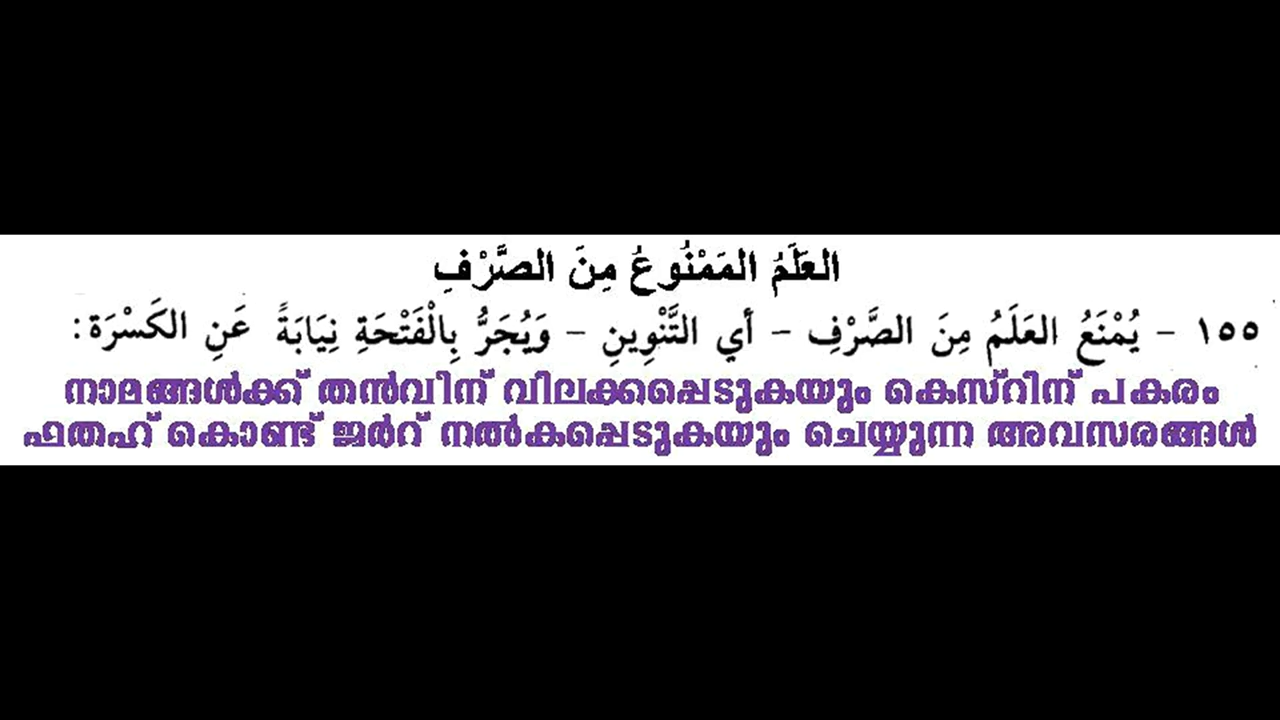 العَلَمُ المَمْنُوعُ مِنَ الصَّرْفِ
١٥٥ - يُمْنَعُ العَلَمُ مِنَ الصَّرْفِ - أَي التَّنْوِينِ - وَيُجَرُّ بِالْفَتْحَةِ نِيَابَةً عَنِ الكَسْرَة:
നാമങ്ങൾക്ക് തൻവീന് വിലക്കപ്പെടുകയും കെസ്റിന് പകരം
ഫതഹ് കൊണ്ട് ജർറ് നൽകപ്പെടുകയും ചെയ്യുന്ന അവസരങ്ങൾ